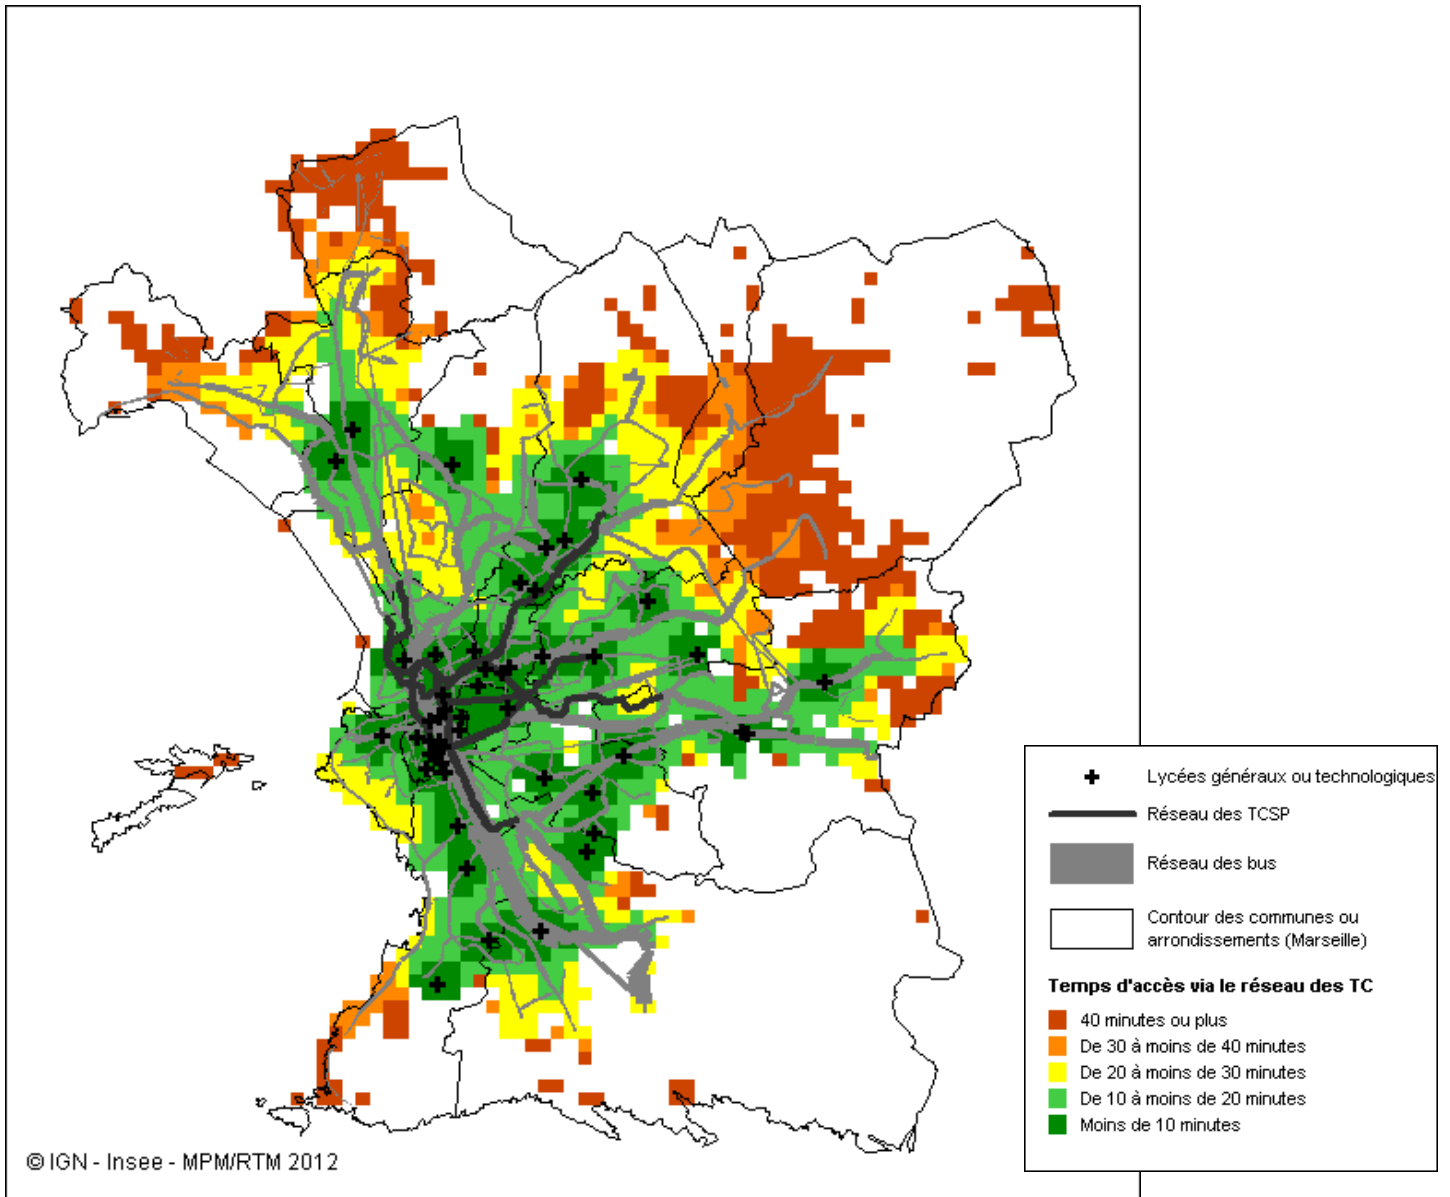 Lycées généraux ou technologiques
Réseau des TCSP
Réseau des bus
Contour des communes ou
arrondissements (Marseille)
Temps d'accès via le réseau des TC
40 minutes ou plus
De 30 à moins de 40 minutes
De 20 à moins de 30 minutes
De 10 à moins de 20 minutes
Moins de 10 minutes
© IGN - Insee - MPM/RTM 2012